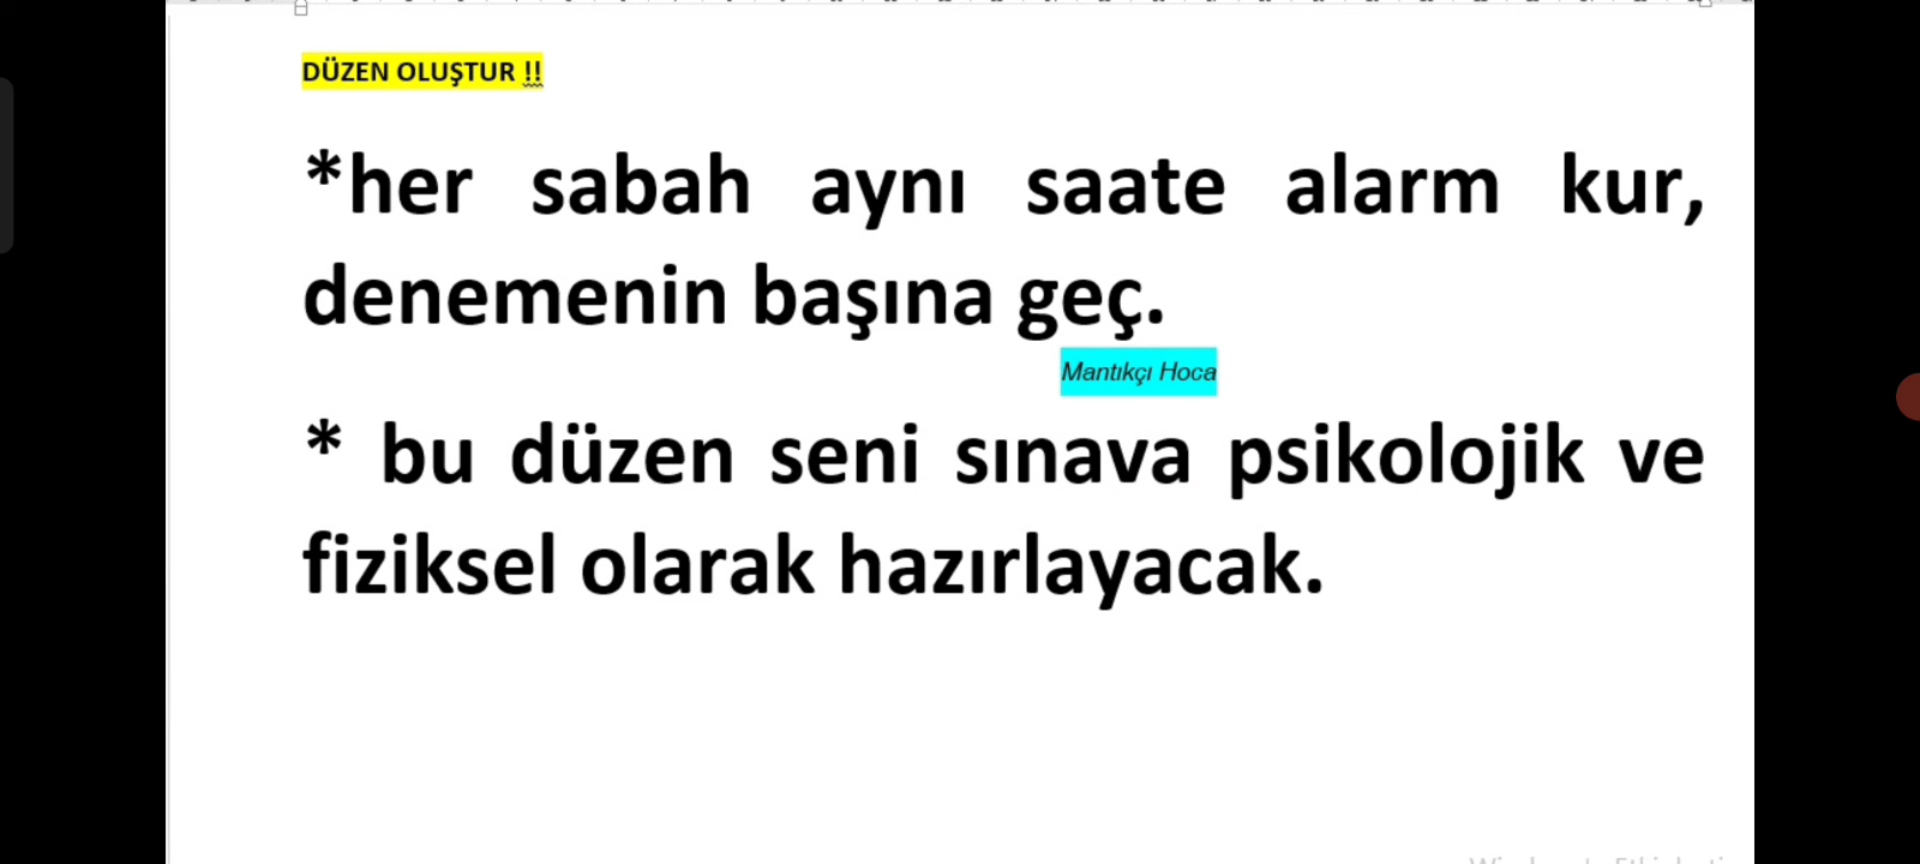 DÜZEN OLUŞTUR !!
*her sabah aynı saate alarm kur,
denemenin başına geç.
Mantıkçı Hoca
* bu düzen seni sınava psikolojik ve
fiziksel olarak hazırlayacak.